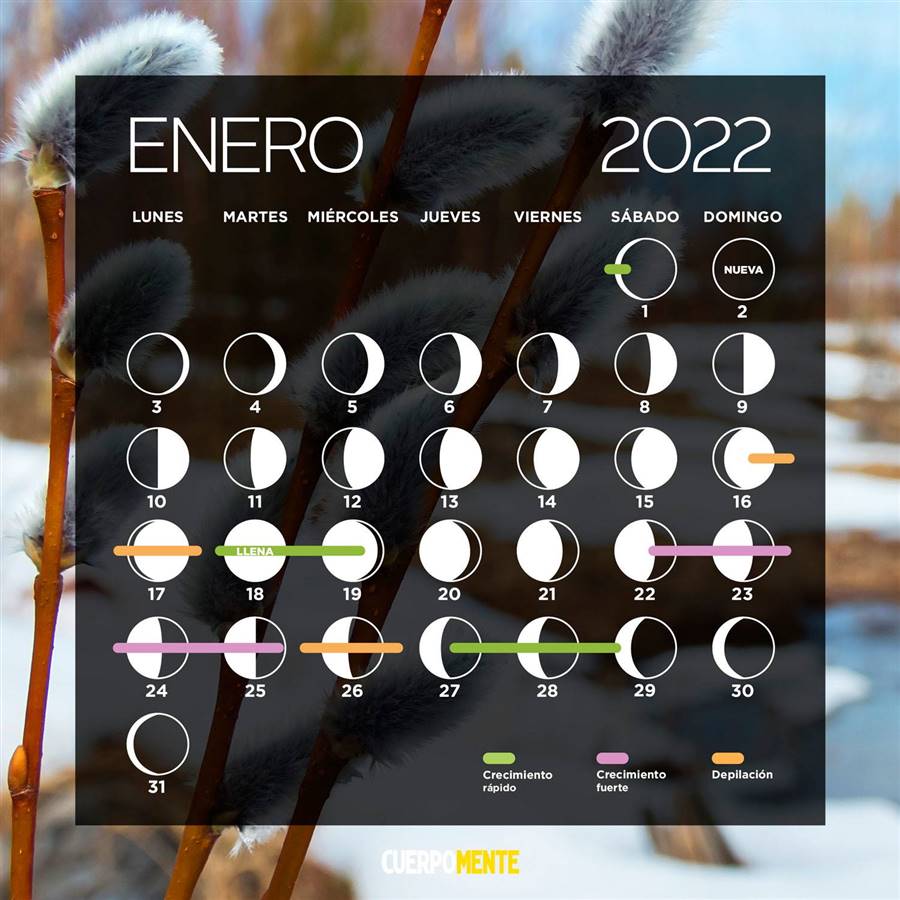 ENERO 2022
LUNES MARTES MIÉRCOLES JUEVES VIERNES SÁBADO DOMINGO
NUEVA
1 2
3 4 5 6 7 8 9
10 11 12 13 14 15 16
LLENA
17 18 19 20 21 22 23
24 25 26 27 28 29 30
31
Crecimiento rápido
Crecimiento fuerte
Depilación
CUERPOMENTE